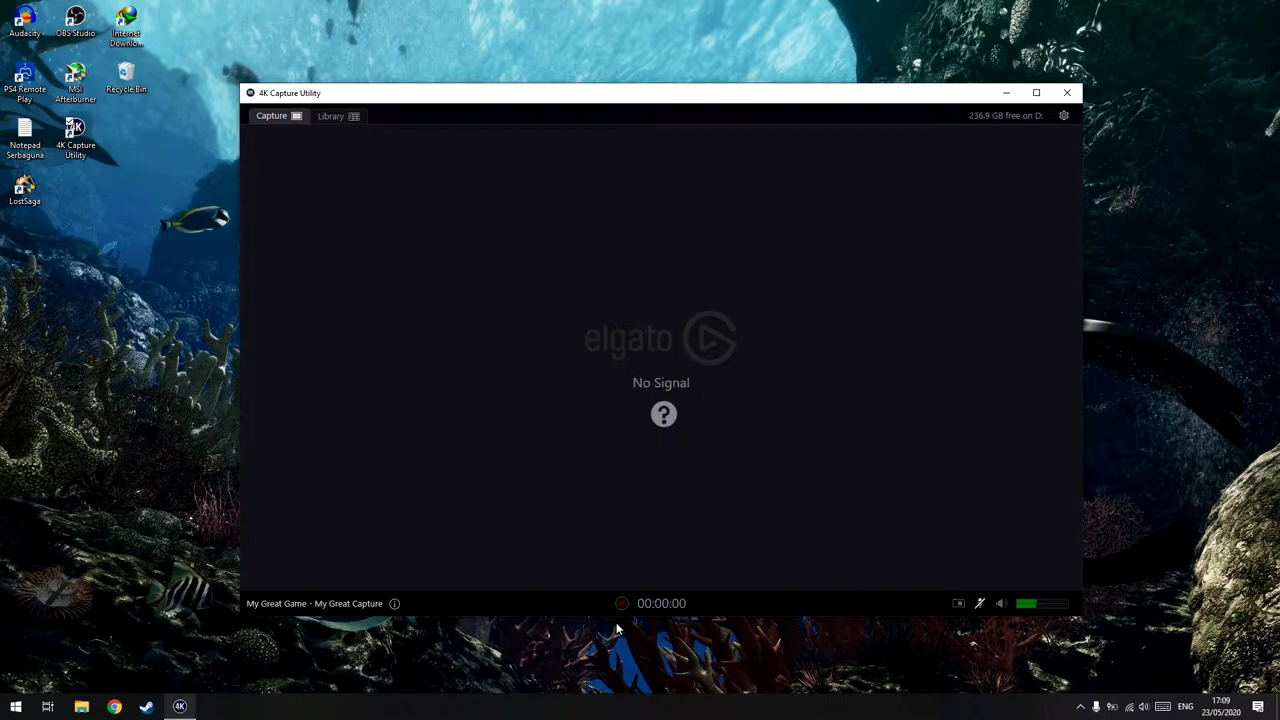 Audacity
OBS Studio
Internet
Downlo...
PS4 Remote
Play
MSI
Afterburner
Recycle Bin
Notepad
Serbaguna
4K Capture
Utility
LostSaga
4K Capture Utility
Capture
Library
236.9 GB free on D:
elgato
No Signal
?
My Great Game - My Great Capture
00:00:00
4K
ENG
17:09
23/05/2020